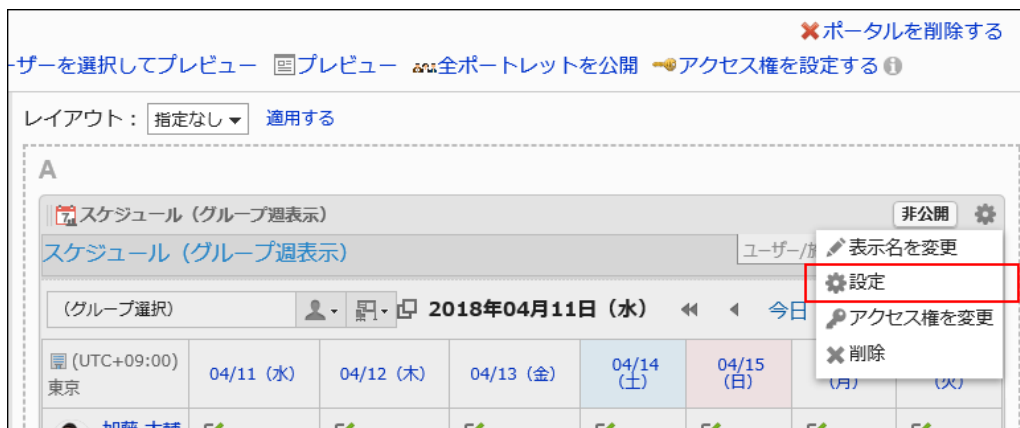 ポータルを削除する
ーザーを選択してプレビュー プレビュー 全ポートレットを公開 アクセス権を設定する
レイアウト： 指定なし 適用する
A
スケジュール（グループ週表示） 非公開
スケジュール（グループ週表示） ユーザー/施
表示名を変更
設定
アクセス権を変更
削除
（グループ選択） 2018年04月11日（水） 今日
(UTC+09:00)
東京
04/11（水） 04/12（木） 04/13（金） 04/14
（土） 04/15
（日） （月） （火）
加藤